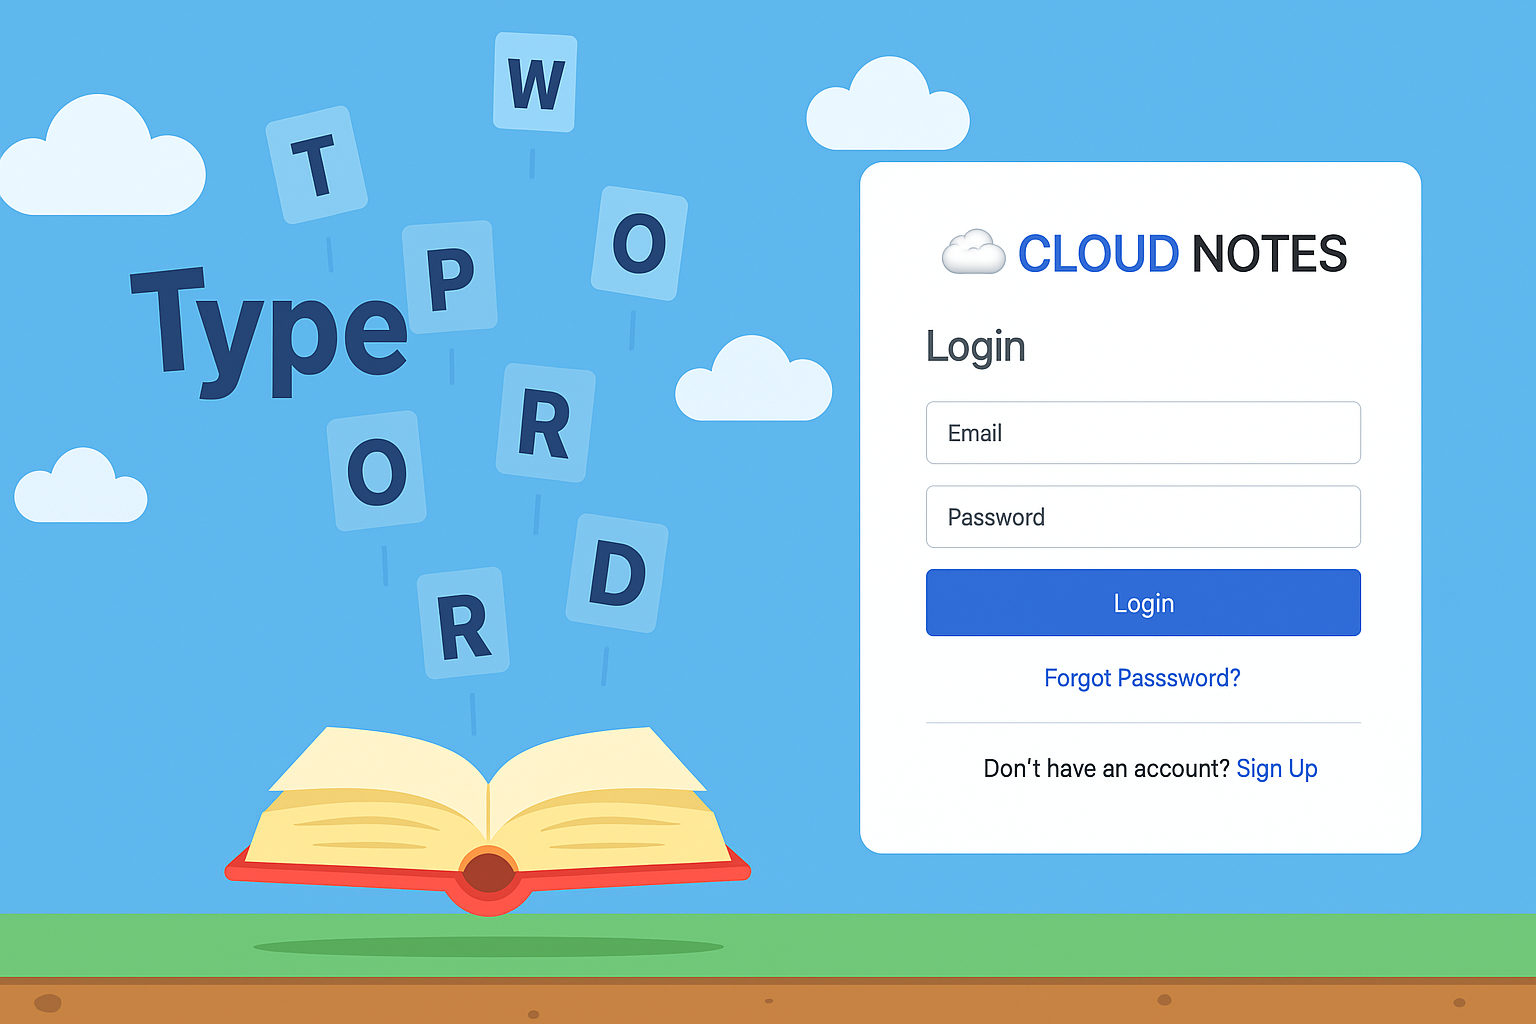 W
T
O
P
Type
R
O
D
R
CLOUD NOTES
Login
Email
Password
Login
Forgot Passsword?
Don't have an account? Sign Up